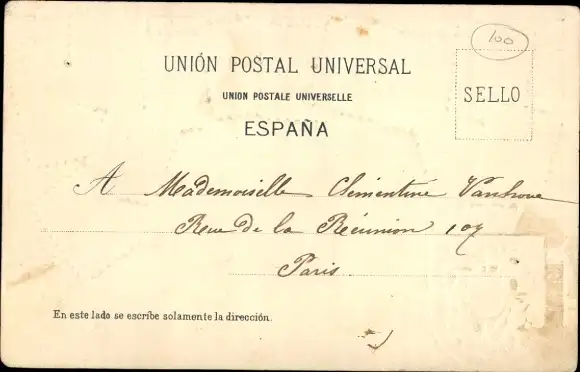 100
UNIÓN POSTAL UNIVERSAL
UNION POSTALE UNIVERSELLE
SELLO
ESPAÑA
A Mademoiselle Clementine
Rue de la Réunion 107
Paris
En este lado se escribe solamente la dirección.